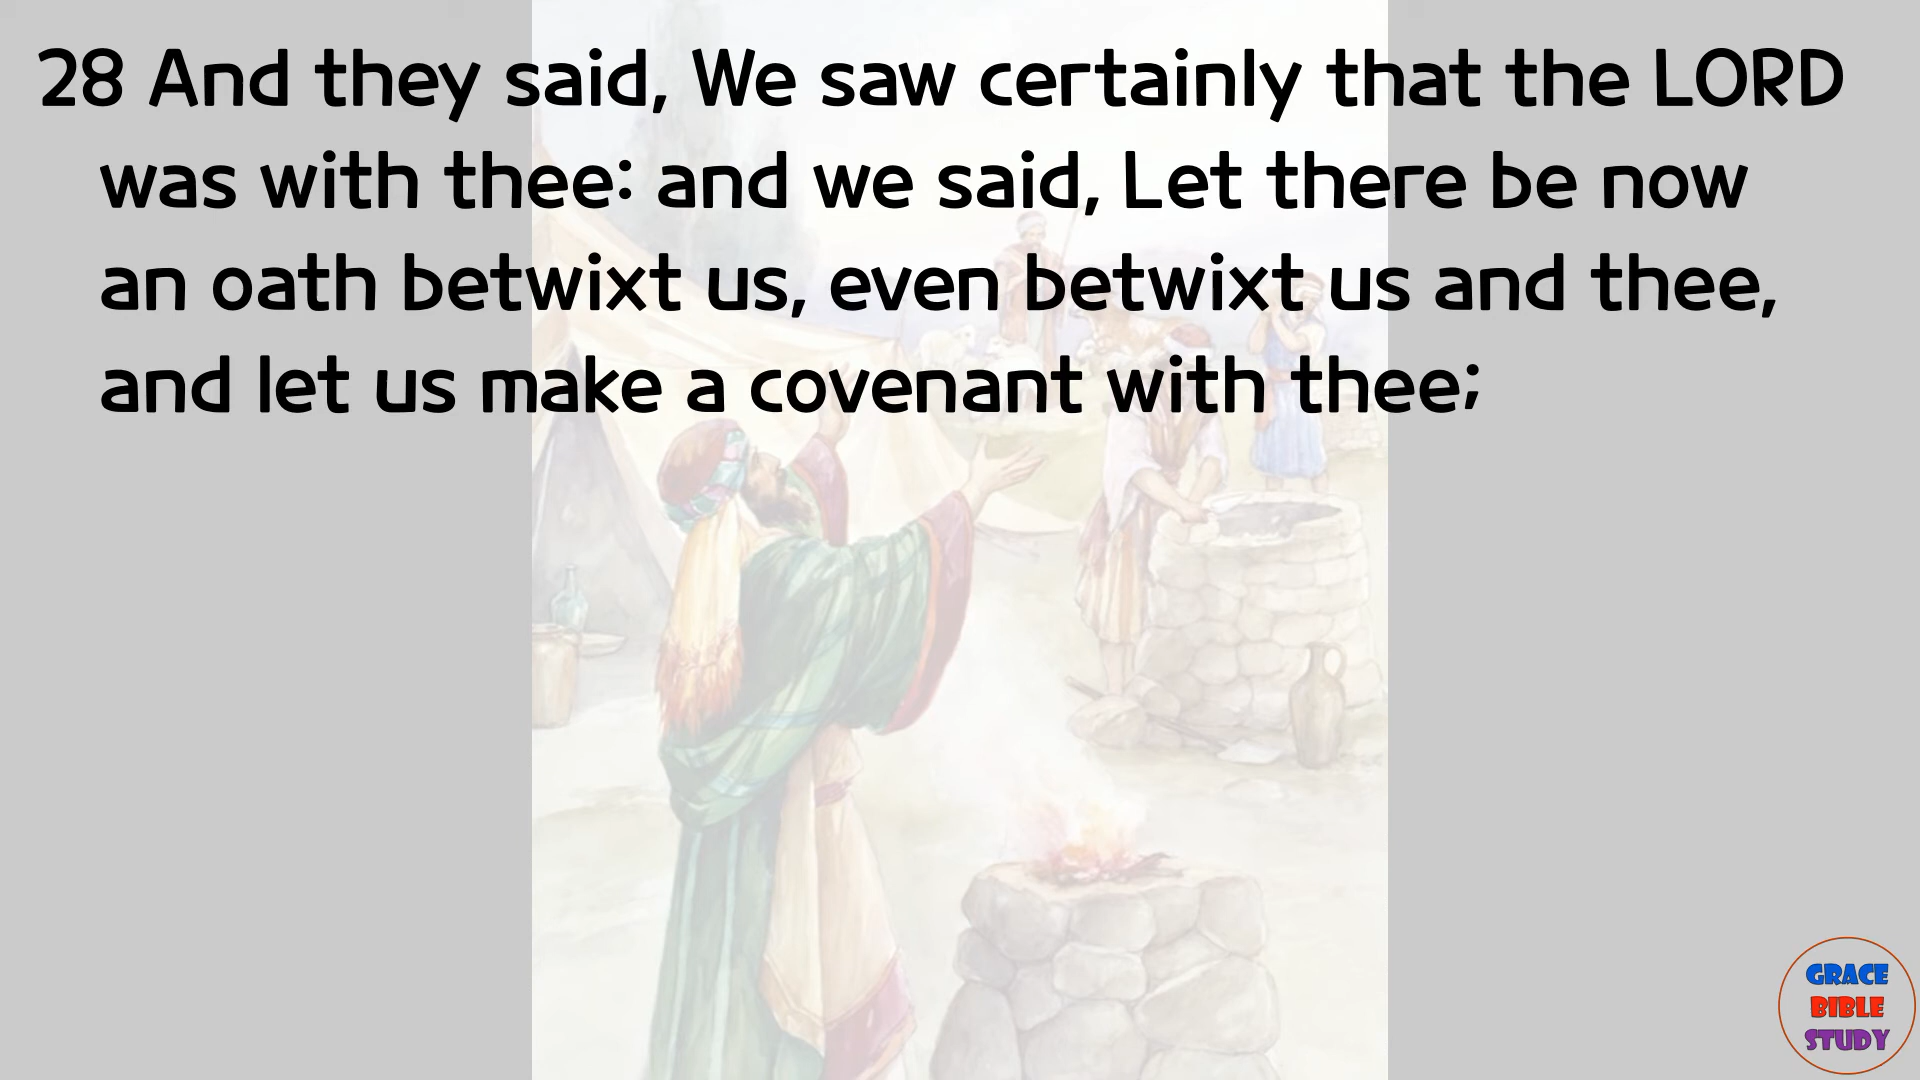 28 And they said, We saw certainly that the LORD
was with thee: and we said, Let there be now
an oath betwixt us, even betwixt us and thee,
and let us make a covenant with thee;
GRACE
BIBLE
STUDY